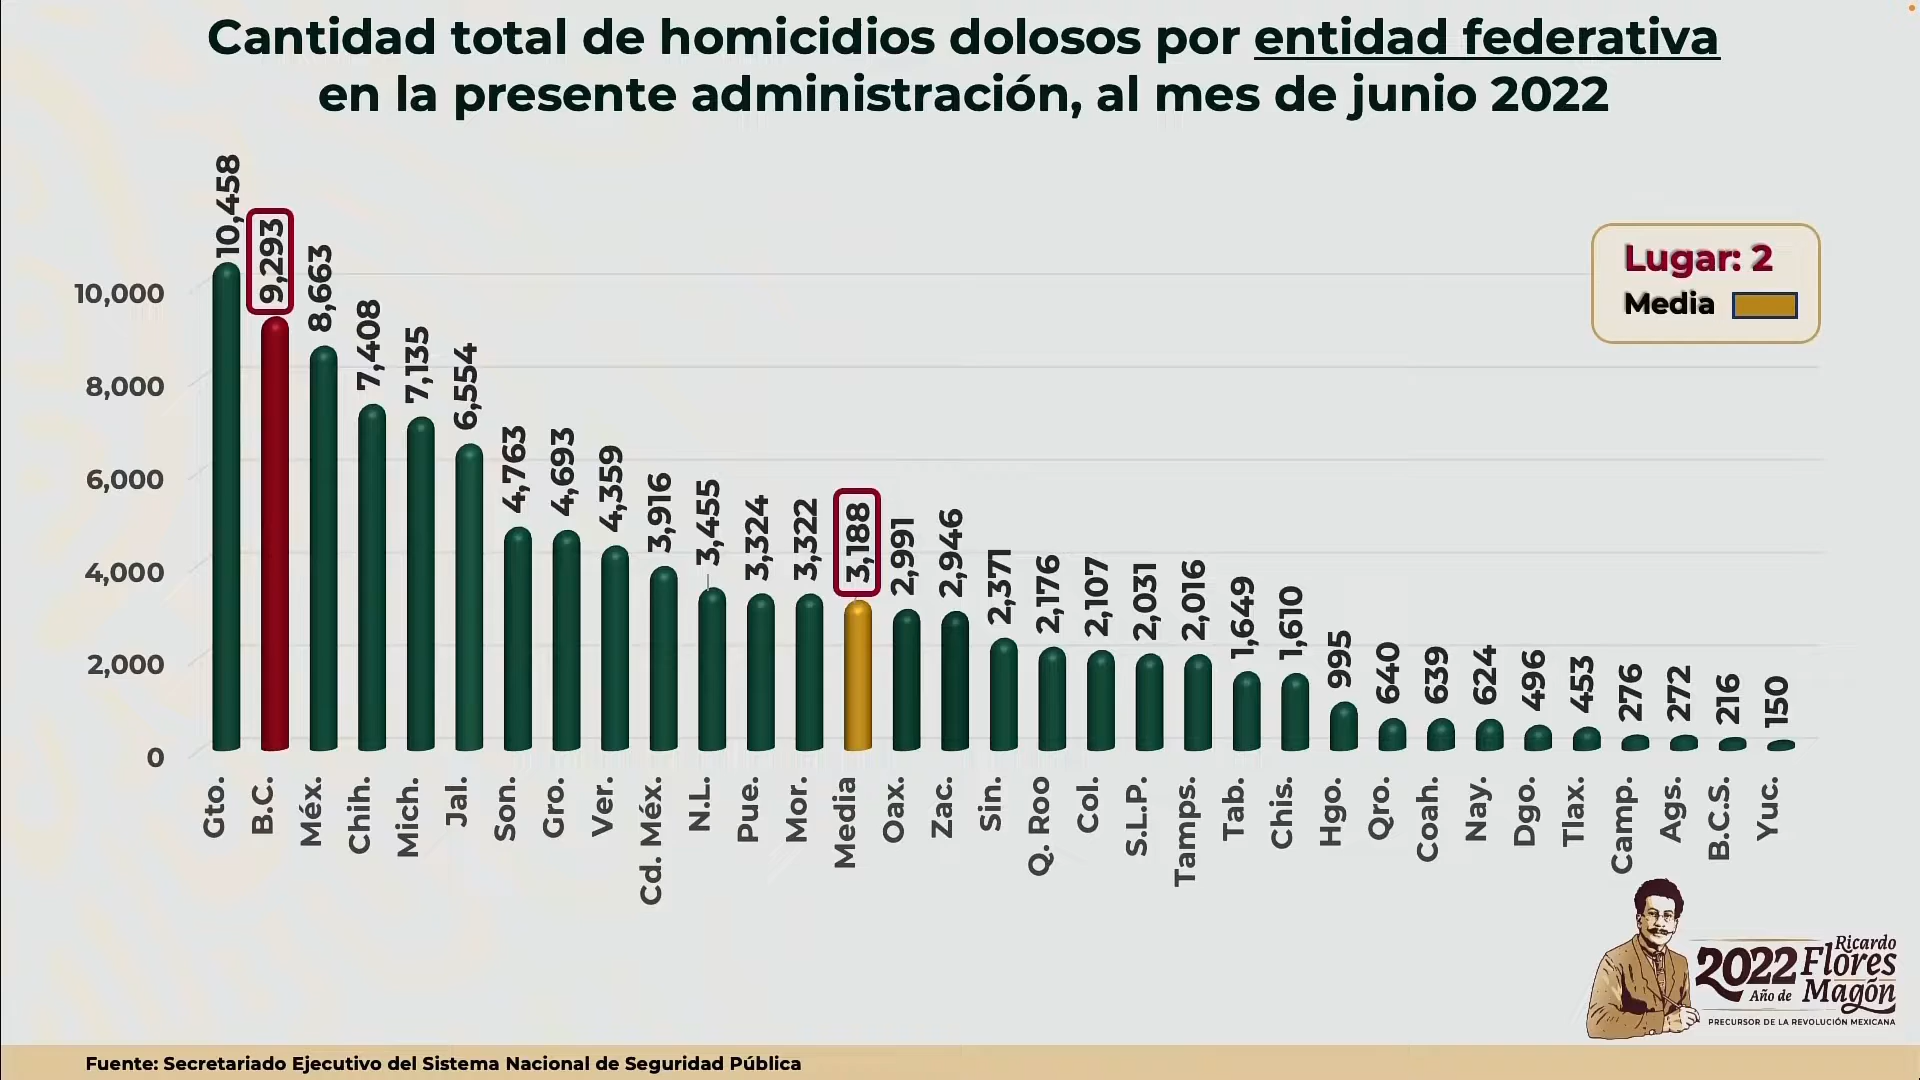 Cantidad total de homicidios dolosos por entidad federativa
en la presente administración, al mes de junio 2022
10,458
9,293
8,663
7,408
7,135
6,554
4,763
4,693
4,359
3,916
3,455
3,324
3,322
3,188
2,991
2,946
2,371
2,176
2,107
2,031
2,016
1,649
1,610
995
640
639
624
496
453
276
272
216
150
Lugar: 2
Media
10,000
8,000
6,000
4,000
2,000
0
Gto.
B.C.
Méx.
Chih.
Mich.
Jal.
Son.
Gro.
Ver.
Cd. Méx.
N.L.
Pue.
Mor.
Media
Oax.
Zac.
Sin.
Q. Roo
Col.
S.L.P.
Tamps.
Tab.
Chis.
Hgo.
Qro.
Coah.
Nay.
Dgo.
Tlax.
Camp.
Ags.
B.C.S.
Yuc.
2022 Ricardo
Año de Flores
Magón
PRECURSOR DE LA REVOLUCIÓN MEXICANA
Fuente: Secretariado Ejecutivo del Sistema Nacional de Seguridad Pública